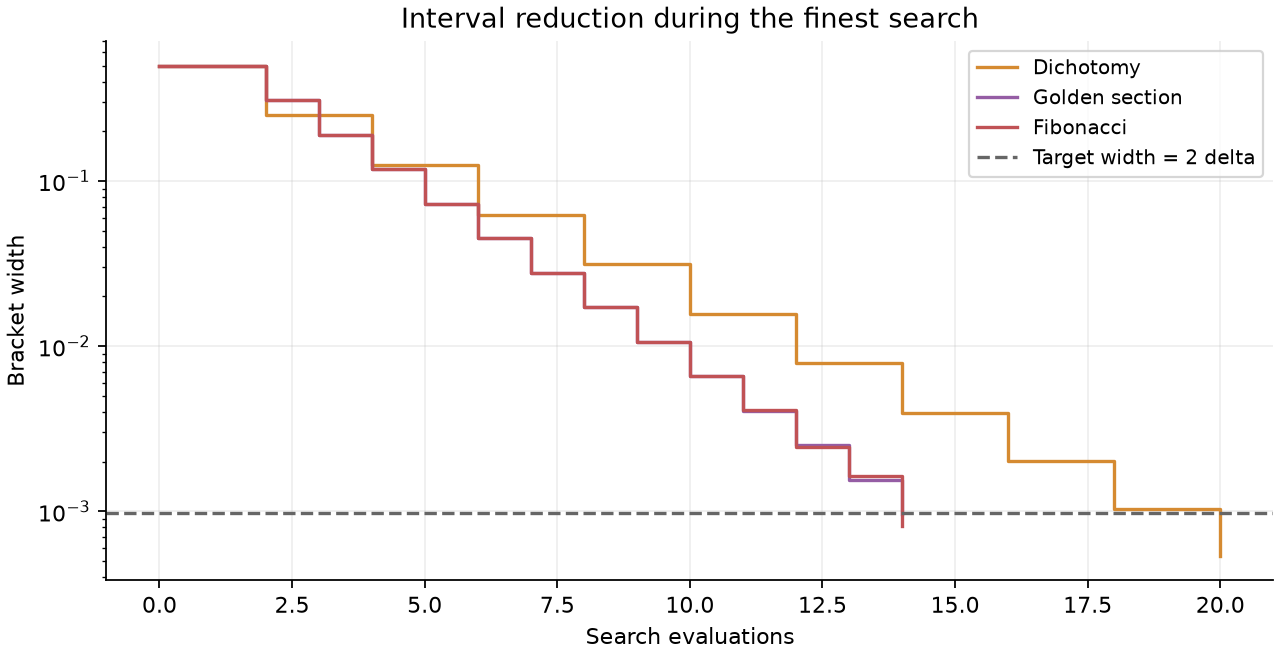 Interval reduction during the finest search
Dichotomy
Golden section
Fibonacci
Target width = 2 delta
Bracket width
10⁻¹
10⁻²
10⁻³
0.0 2.5 5.0 7.5 10.0 12.5 15.0 17.5 20.0
Search evaluations